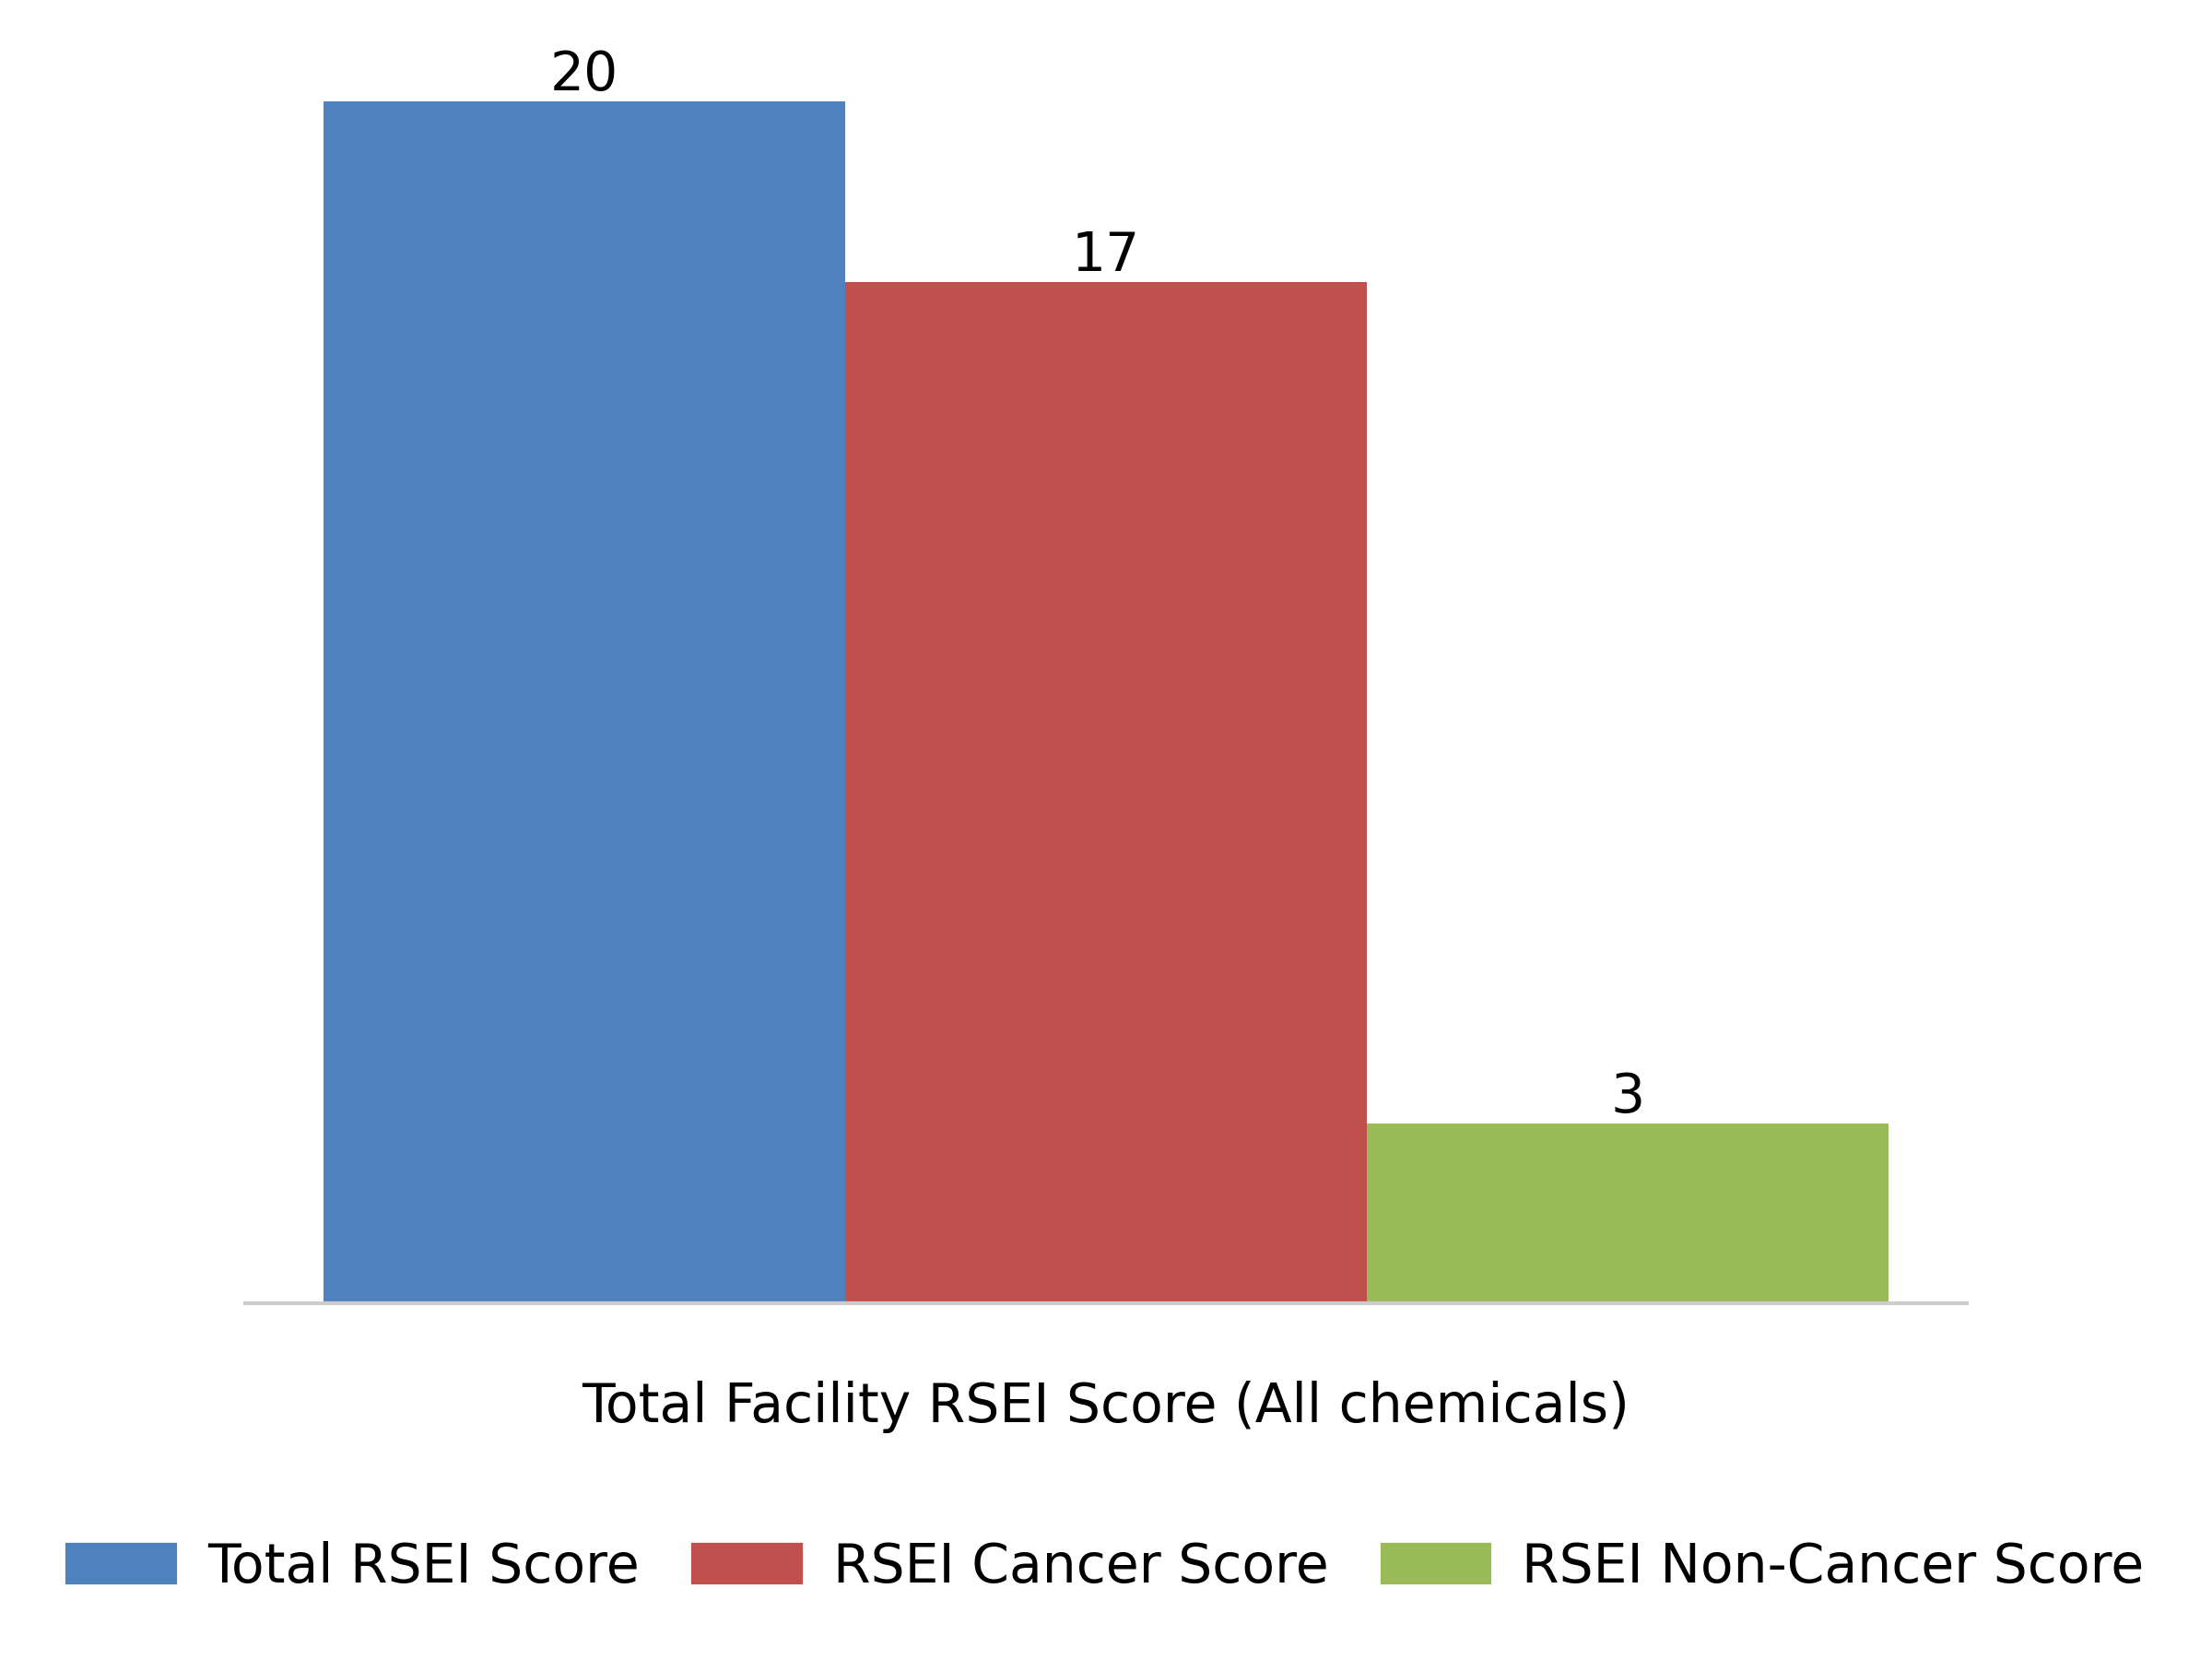 20
17
3
Total Facility RSEI Score (All chemicals)
Total RSEI Score RSEI Cancer Score RSEI Non-Cancer Score